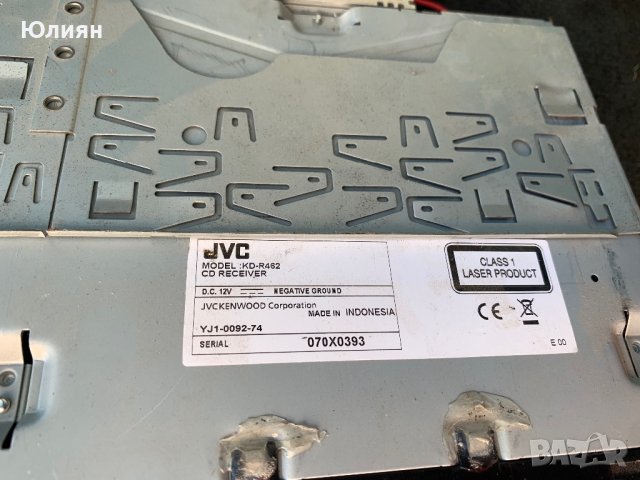 Юлиян
JVC
MODEL :KD-R462
CD RECEIVER
D.C. 12V NEGATIVE GROUND
JVCKENWOOD Corporation
MADE IN INDONESIA
YJ1-0092-74
SERIAL 070X0393
CLASS 1
LASER PRODUCT
CE
E 00
BAZAR